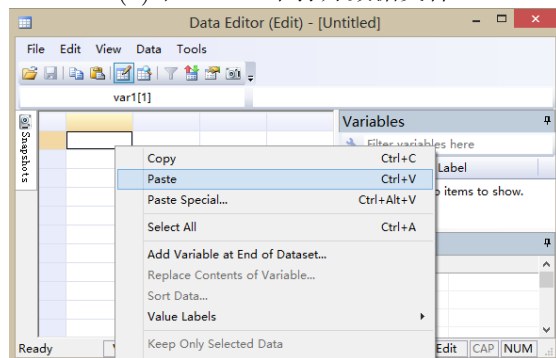 Data Editor (Edit) - [Untitled]
File Edit View Data Tools
var1[1]
Snapshots
Variables
Filter variables here
Label
items to show.
Copy Ctrl+C
Paste Ctrl+V
Paste Special... Ctrl+Alt+V
Select All Ctrl+A
Add Variable at End of Dataset...
Replace Contents of Variable...
Sort Data...
Value Labels
Keep Only Selected Data
Ready
Edit CAP NUM